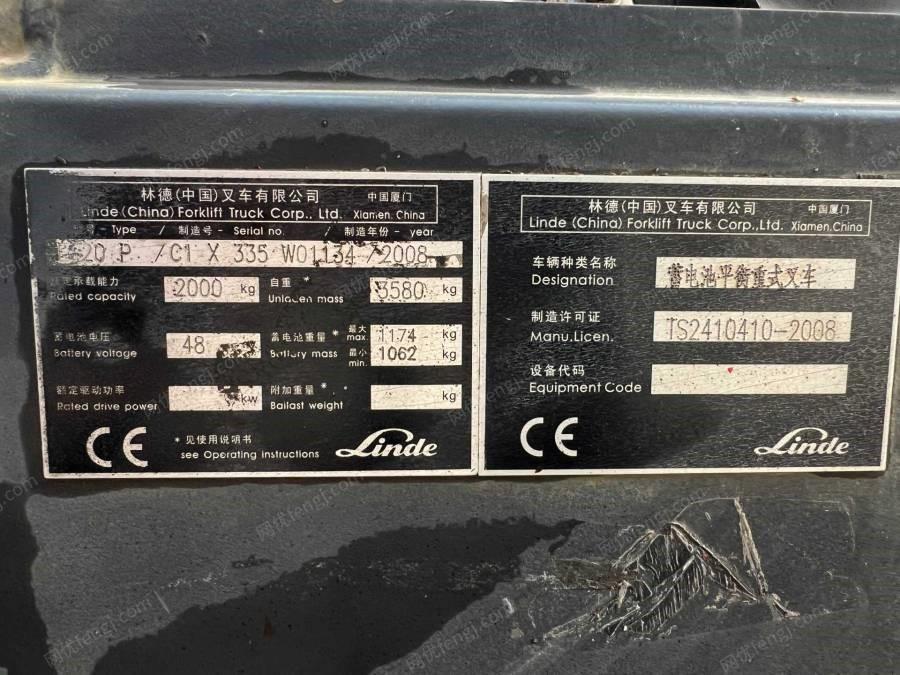 林德(中国)叉车有限公司 中国厦门
Linde (China) Forklift Truck Corp., Ltd. Xiamen, China
Type / 制造号 - Serial no. / 制造年份 - year
20 P / C1 X 335 W01134 / 2008
承载能力 2000 kg 自重 *
Rated capacity Unladen mass 3580 kg
蓄电池电压 48 蓄电池重量 * 最大 max. 1174 kg
Battery voltage Battery mass 最小 min. 1062 kg
额定驱动功率 kw 附加重量 * kg
Rated drive power Ballast weight
CE * 见使用说明书
see Operating instructions Linde
林德(中国)叉车有限公司 中国厦门
Linde (China) Forklift Truck Corp.,Ltd. Xiamen,China
车辆种类名称 蓄电池平衡重式叉车
Designation
制造许可证 TS2410410-2008
Manu.Licen.
设备代码
Equipment Code
CE Linde